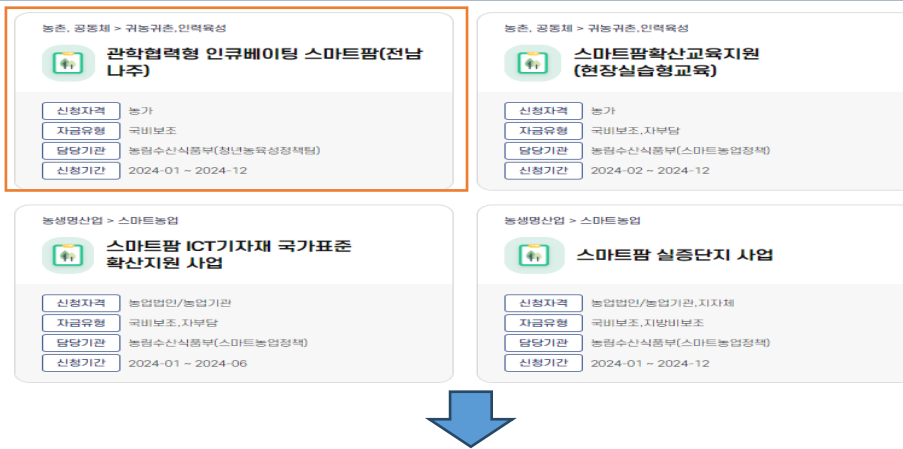 농촌, 공동체 > 귀농귀촌,인력육성
관학협력형 인큐베이팅 스마트팜(전남
나주)
신청자격 농가
자금유형 국비보조
담당기관 농림수산식품부(청년농육성정책팀)
신청기간 2024-01 ~ 2024-12
농촌, 공동체 > 귀농귀촌,인력육성
스마트팜확산교육지원
(현장실습형교육)
신청자격 농가
자금유형 국비보조,자부담
담당기관 농림수산식품부(스마트농업정책)
신청기간 2024-02 ~ 2024-12
농생명산업 > 스마트농업
스마트팜 ICT기자재 국가표준
확산지원 사업
신청자격 농업법인/농업기관
자금유형 국비보조,자부담
담당기관 농림수산식품부(스마트농업정책)
신청기간 2024-01 ~ 2024-06
농생명산업 > 스마트농업
스마트팜 실증단지 사업
신청자격 농업법인/농업기관,지자체
자금유형 국비보조,지방비보조
담당기관 농림수산식품부(스마트농업정책)
신청기간 2024-01 ~ 2024-12